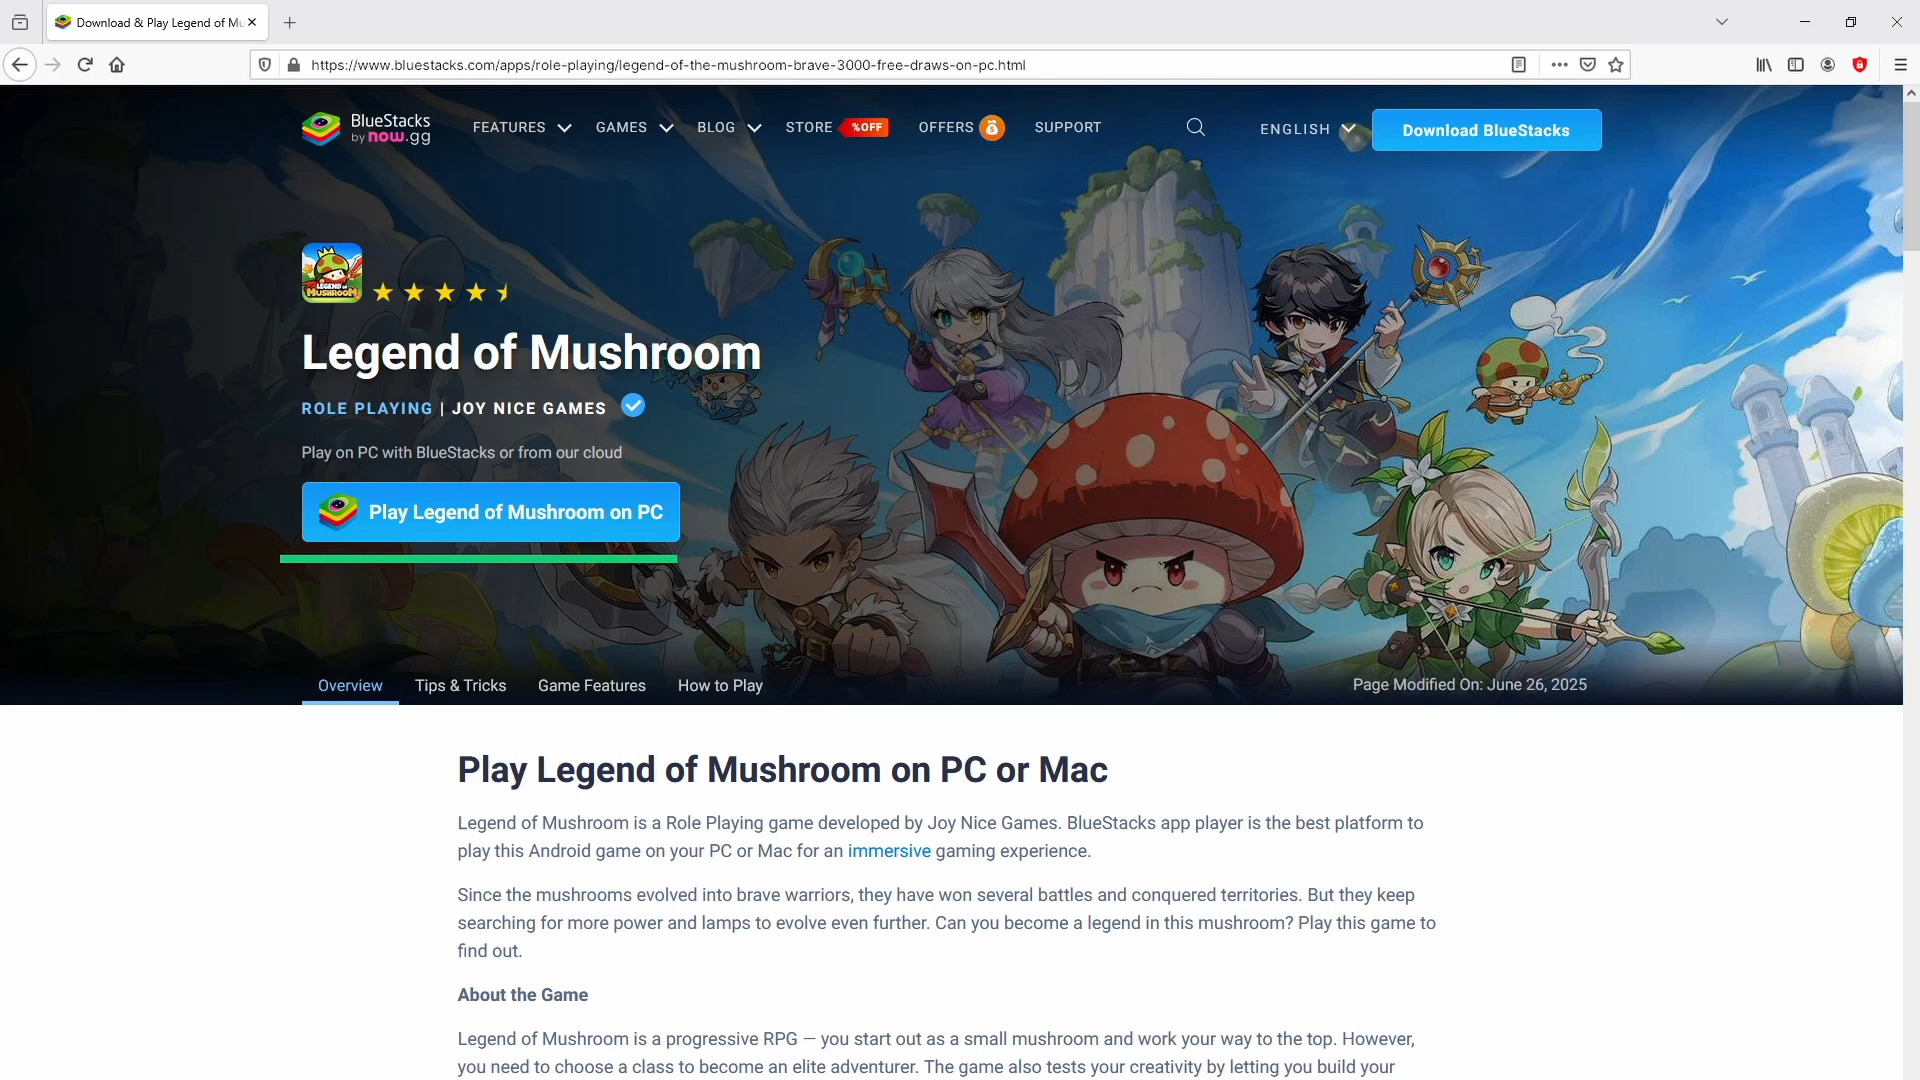 Download & Play Legend of Mu
https://www.bluestacks.com/apps/role-playing/legend-of-the-mushroom-brave-3000-free-draws-on-pc.html
BlueStacks
by now.gg
FEATURES
GAMES
BLOG
STORE
%OFF
OFFERS
SUPPORT
ENGLISH
Download BlueStacks
LEGEND OF
MUSHROOM
Legend of Mushroom
ROLE PLAYING | JOY NICE GAMES
Play on PC with BlueStacks or from our cloud
Play Legend of Mushroom on PC
Overview
Tips & Tricks
Game Features
How to Play
Page Modified On: June 26, 2025
Play Legend of Mushroom on PC or Mac
Legend of Mushroom is a Role Playing game developed by Joy Nice Games. BlueStacks app player is the best platform to
play this Android game on your PC or Mac for an immersive gaming experience.
Since the mushrooms evolved into brave warriors, they have won several battles and conquered territories. But they keep
searching for more power and lamps to evolve even further. Can you become a legend in this mushroom? Play this game to
find out.
About the Game
Legend of Mushroom is a progressive RPG — you start out as a small mushroom and work your way to the top. However,
you need to choose a class to become an elite adventurer. The game also tests your creativity by letting you build your